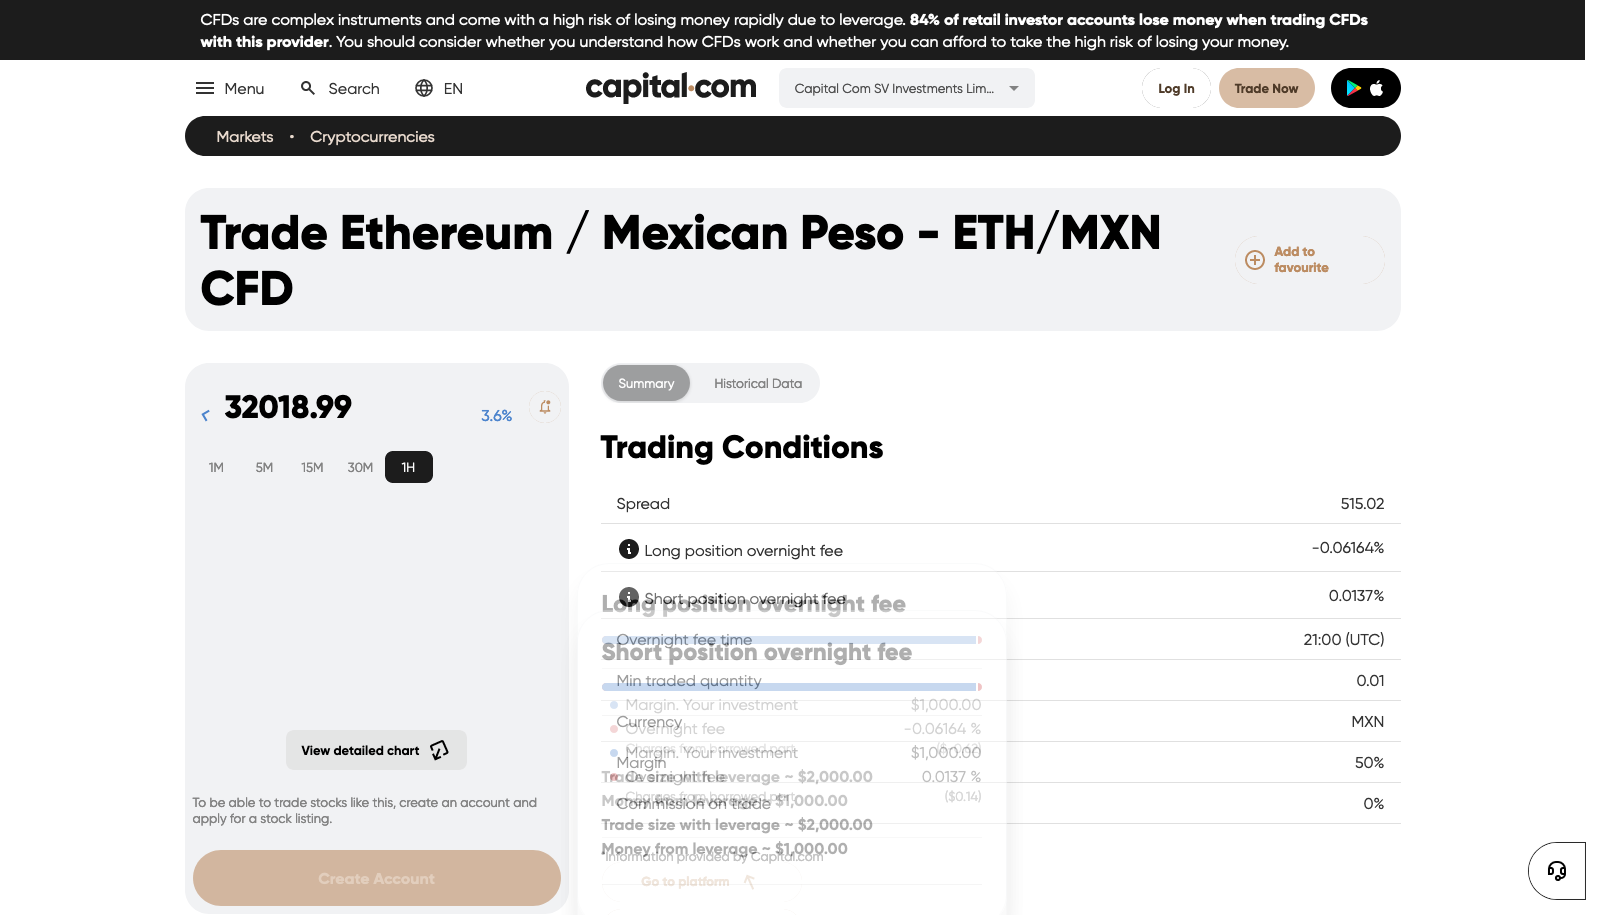 CFDs are complex instruments and come with a high risk of losing money rapidly due to leverage. 84% of retail investor accounts lose money when trading CFDs
with this provider. You should consider whether you understand how CFDs work and whether you can afford to take the high risk of losing your money.
Menu
Search
EN
capital.com
Capital Com SV Investments Lim...
Log In
Trade Now
Markets • Cryptocurrencies
Trade Ethereum / Mexican Peso - ETH/MXN
CFD
Add to
favourite
32018.99
3.6%
1M 5M 15M 30M 1H
View detailed chart
To be able to trade stocks like this, create an account and
apply for a stock listing.
Create Account
Summary
Historical Data
Trading Conditions
Spread 515.02
Long position overnight fee -0.06164%
Short position overnight fee 0.0137%
Overnight fee time 21:00 (UTC)
Min traded quantity 0.01
Currency MXN
Margin 50%
Commission on trade 0%
Long position overnight fee
Margin. Your investment $1,000.00
Overnight fee -0.06164 %
Charges from borrowed part
Trade size with leverage ~ $2,000.00
Money from leverage ~ $1,000.00
Short position overnight fee
Margin. Your investment $1,000.00
Overnight fee 0.0137 %
Charges from borrowed part ($0.14)
Trade size with leverage ~ $2,000.00
Money from leverage ~ $1,000.00
Go to platform
*Information provided by Capital.com